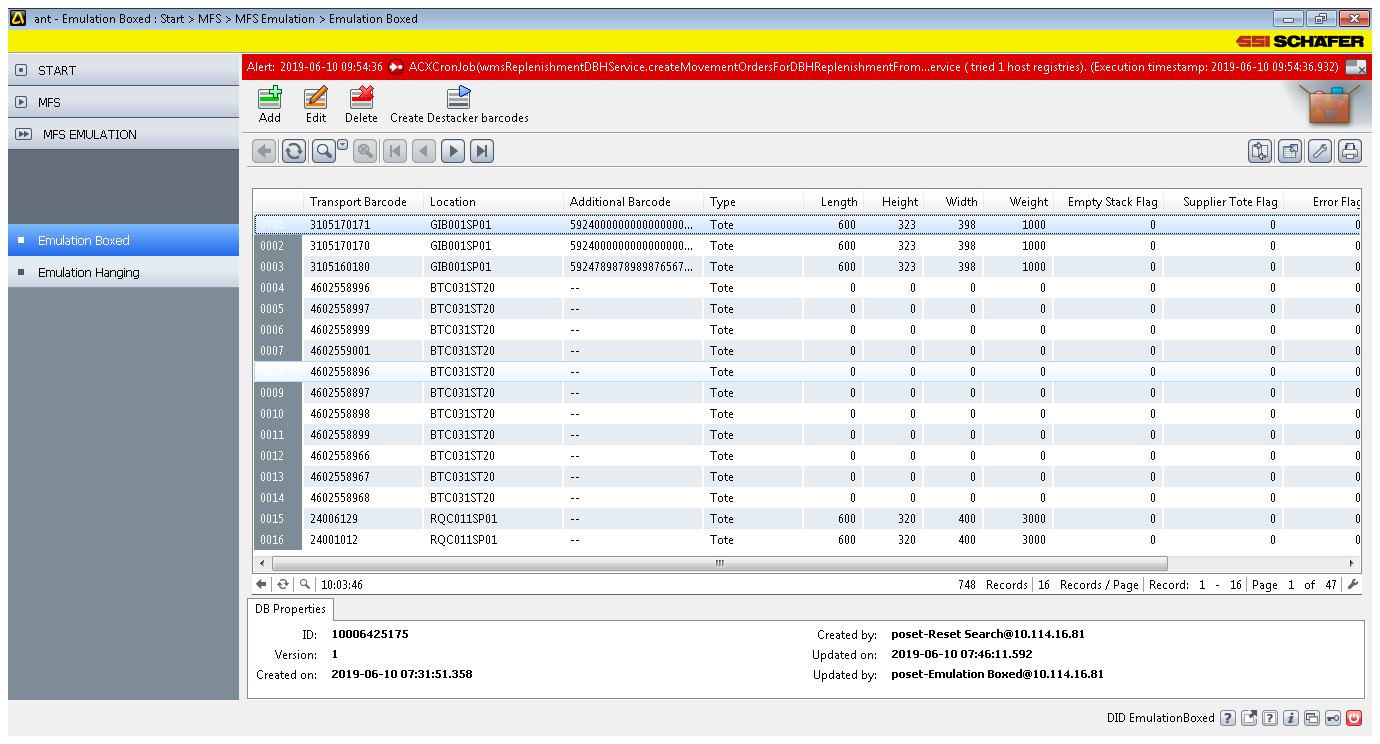 ant - Emulation Boxed : Start > MFS > MFS Emulation > Emulation Boxed
SSI SCHÄFER
START
MFS
MFS EMULATION
Emulation Boxed
Emulation Hanging
Alert: 2019-06-10 09:54:36 ACXCronJob(wmsReplenishmentDBHService.createMovementOrdersForDBHReplenishmentFrom...ervice ( tried 1 host registries). (Execution timestamp: 2019-06-10 09:54:36.932)
Add Edit Delete Create Destacker barcodes
Transport Barcode Location Additional Barcode Type Length Height Width Weight Empty Stack Flag Supplier Tote Flag Error Flag
0001 3105170171 GIB001SP01 5924000000000000000... Tote 600 323 398 1000 0 0 0
0002 3105170170 GIB001SP01 5924000000000000000... Tote 600 323 398 1000 0 0 0
0003 3105160180 GIB001SP01 5924789878989876567... Tote 600 323 398 1000 0 0 0
0004 4602558996 BTC031ST20 -- Tote 0 0 0 0 0 0 0
0005 4602558997 BTC031ST20 -- Tote 0 0 0 0 0 0 0
0006 4602558999 BTC031ST20 -- Tote 0 0 0 0 0 0 0
0007 4602559001 BTC031ST20 -- Tote 0 0 0 0 0 0 0
4602558896 BTC031ST20 -- Tote 0 0 0 0 0 0 0
0009 4602558897 BTC031ST20 -- Tote 0 0 0 0 0 0 0
0010 4602558898 BTC031ST20 -- Tote 0 0 0 0 0 0 0
0011 4602558899 BTC031ST20 -- Tote 0 0 0 0 0 0 0
0012 4602558966 BTC031ST20 -- Tote 0 0 0 0 0 0 0
0013 4602558967 BTC031ST20 -- Tote 0 0 0 0 0 0 0
0014 4602558968 BTC031ST20 -- Tote 0 0 0 0 0 0 0
0015 24006129 RQC011SP01 -- Tote 600 320 400 3000 0 0 0
0016 24001012 RQC011SP01 -- Tote 600 320 400 3000 0 0 0
10:03:46 748 Records 16 Records / Page Record: 1 - 16 Page 1 of 47
DB Properties
ID: 10006425175 Created by: poset-Reset Search@10.114.16.81
Version: 1 Updated on: 2019-06-10 07:46:11.592
Created on: 2019-06-10 07:31:51.358 Updated by: poset-Emulation Boxed@10.114.16.81
DID EmulationBoxed